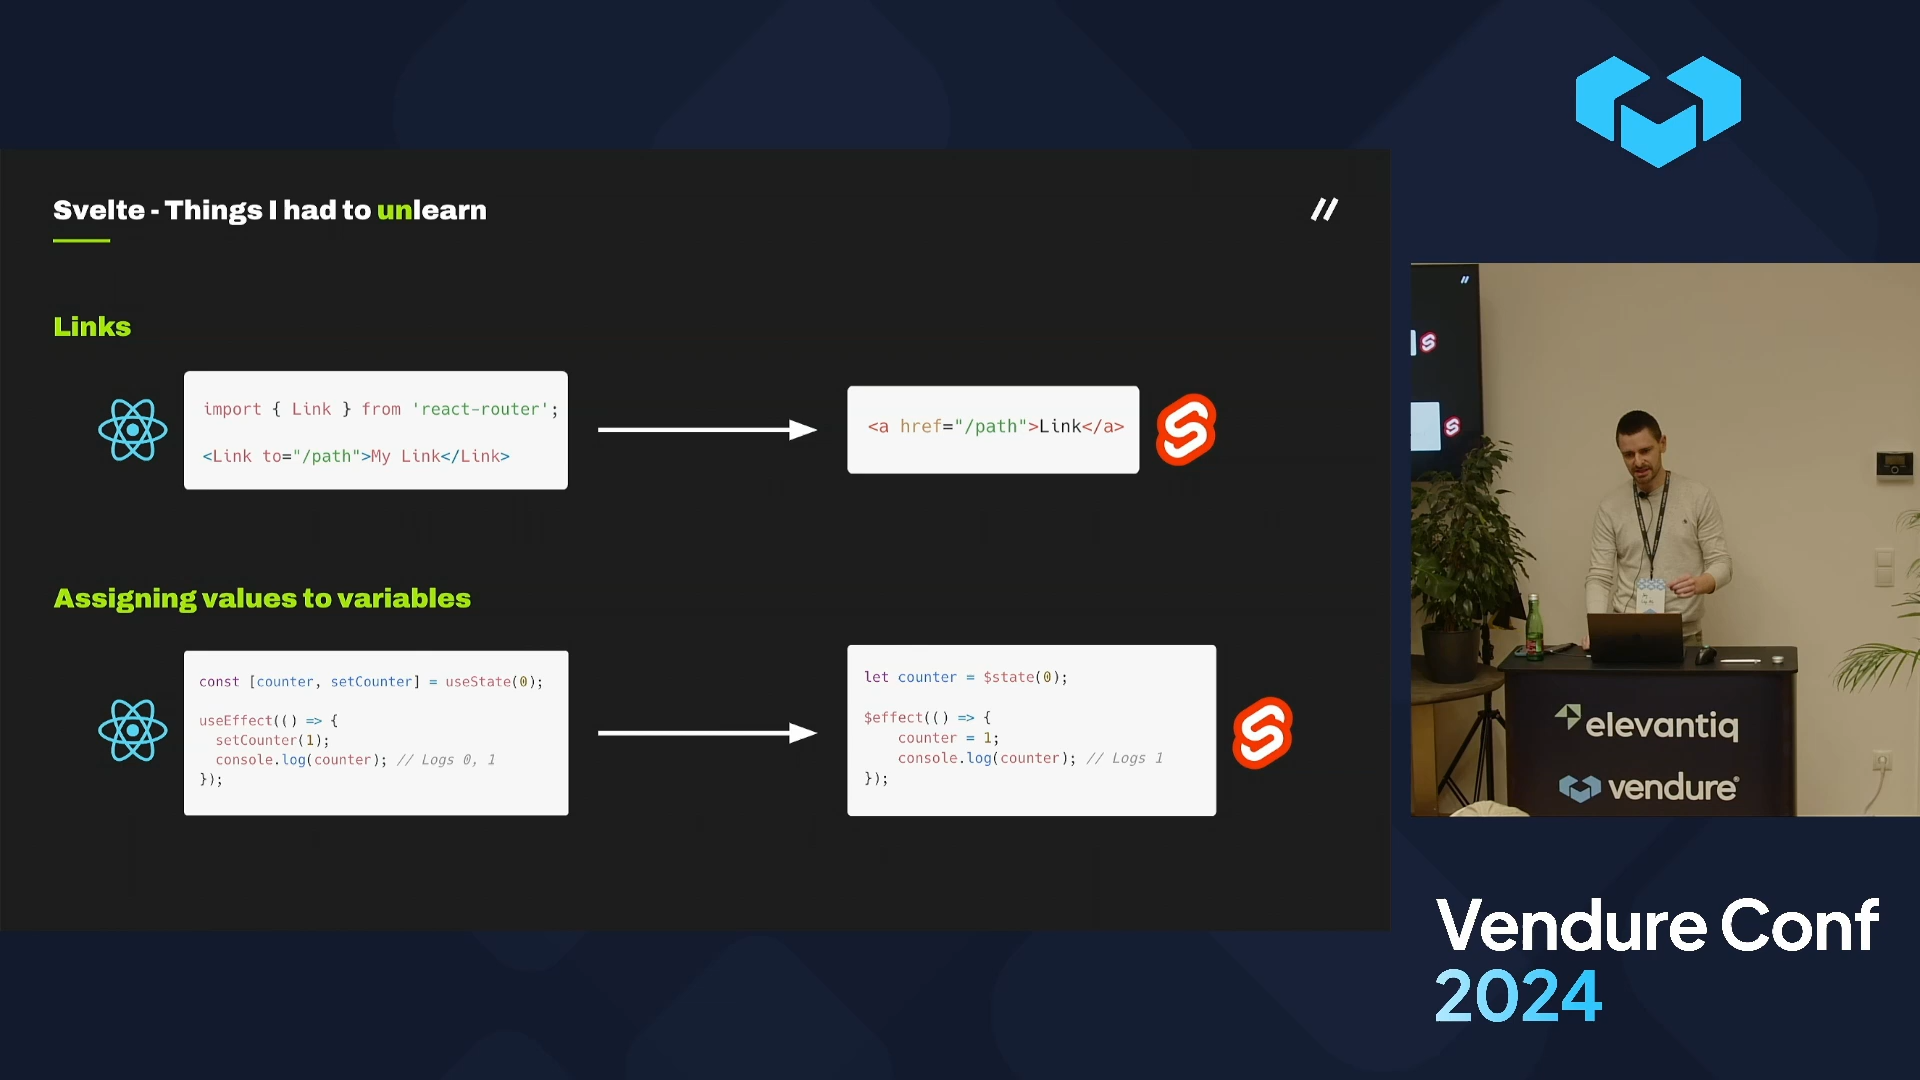 Svelte - Things I had to unlearn
//
Links
import { Link } from 'react-router';
<Link to="/path">My Link</Link>
<a href="/path">Link</a>
Assigning values to variables
const [counter, setCounter] = useState(0);
useEffect(() => {
  setCounter(1);
  console.log(counter); // Logs 0, 1
});
let counter = $state(0);
$effect(() => {
    counter = 1;
    console.log(counter); // Logs 1
});
//
elevantiq
vendure®
Vendure Conf
2024